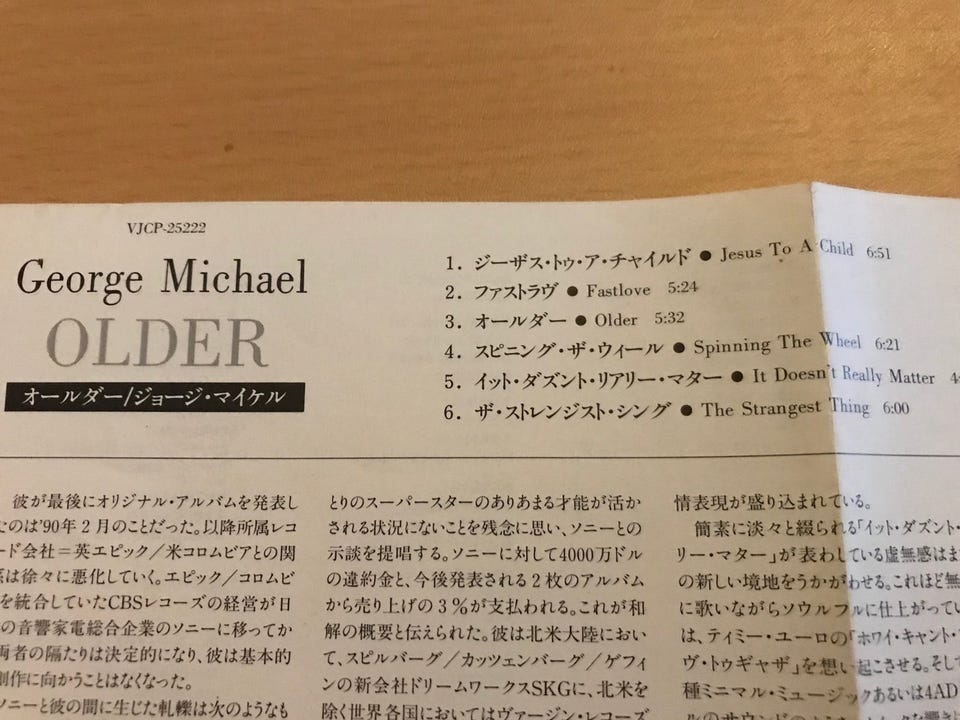 VJCP-25222
George Michael
OLDER
オールダー/ジョージ・マイケル
1. ジーザス・トゥ・ア・チャイルド ● Jesus To A Child 6:51
2. ファストラヴ ● Fastlove 5:24
3. オールダー ● Older 5:32
4. スピニング・ザ・ウィール ● Spinning The Wheel 6:21
5. イット・ダズント・リアリー・マター ● It Doesn't Really Matter 4
6. ザ・ストレンジスト・シング ● The Strangest Thing 6:00
彼が最後にオリジナル・アルバムを発表し
たのは'90年2月のことだった。以降所属レコ
ード会社＝英エピック／米コロムビアとの関
係は徐々に悪化していく。エピック／コロムビ
を統合していたCBSレコーズの経営が日
の音響家電総合企業のソニーに移ってか
両者の隔たりは決定的になり、彼は基本的
創作に向かうことはなくなった。
ソニーと彼の間に生じた軋轢は次のようなも
とりのスーパースターのありあまる才能が活か
される状況にないことを残念に思い、ソニーとの
示談を提唱する。ソニーに対して4000万ドル
の違約金と、今後発表される2枚のアルバム
から売り上げの3％が支払われる。これが和
解の概要と伝えられた。彼は北米大陸におい
て、スピルバーグ／カッツェンバーグ／ゲフィ
ンの新会社ドリームワークスSKGに、北米を
除く世界各国においてはヴァージン・レコーズ
情表現が盛り込まれている。
簡素に淡々と綴られる「イット・ダズント・
リー・マター」が表わしている虚無感はま
の新しい境地をうかがわせる。これほど無
に歌いながらソウルフルに仕上がってい
は、ティミー・ユーロの「ホワイ・キャント・
ヴ・トゥギャザ」を想い起こさせる。そして
種ミニマル・ミュージックあるいは4AD